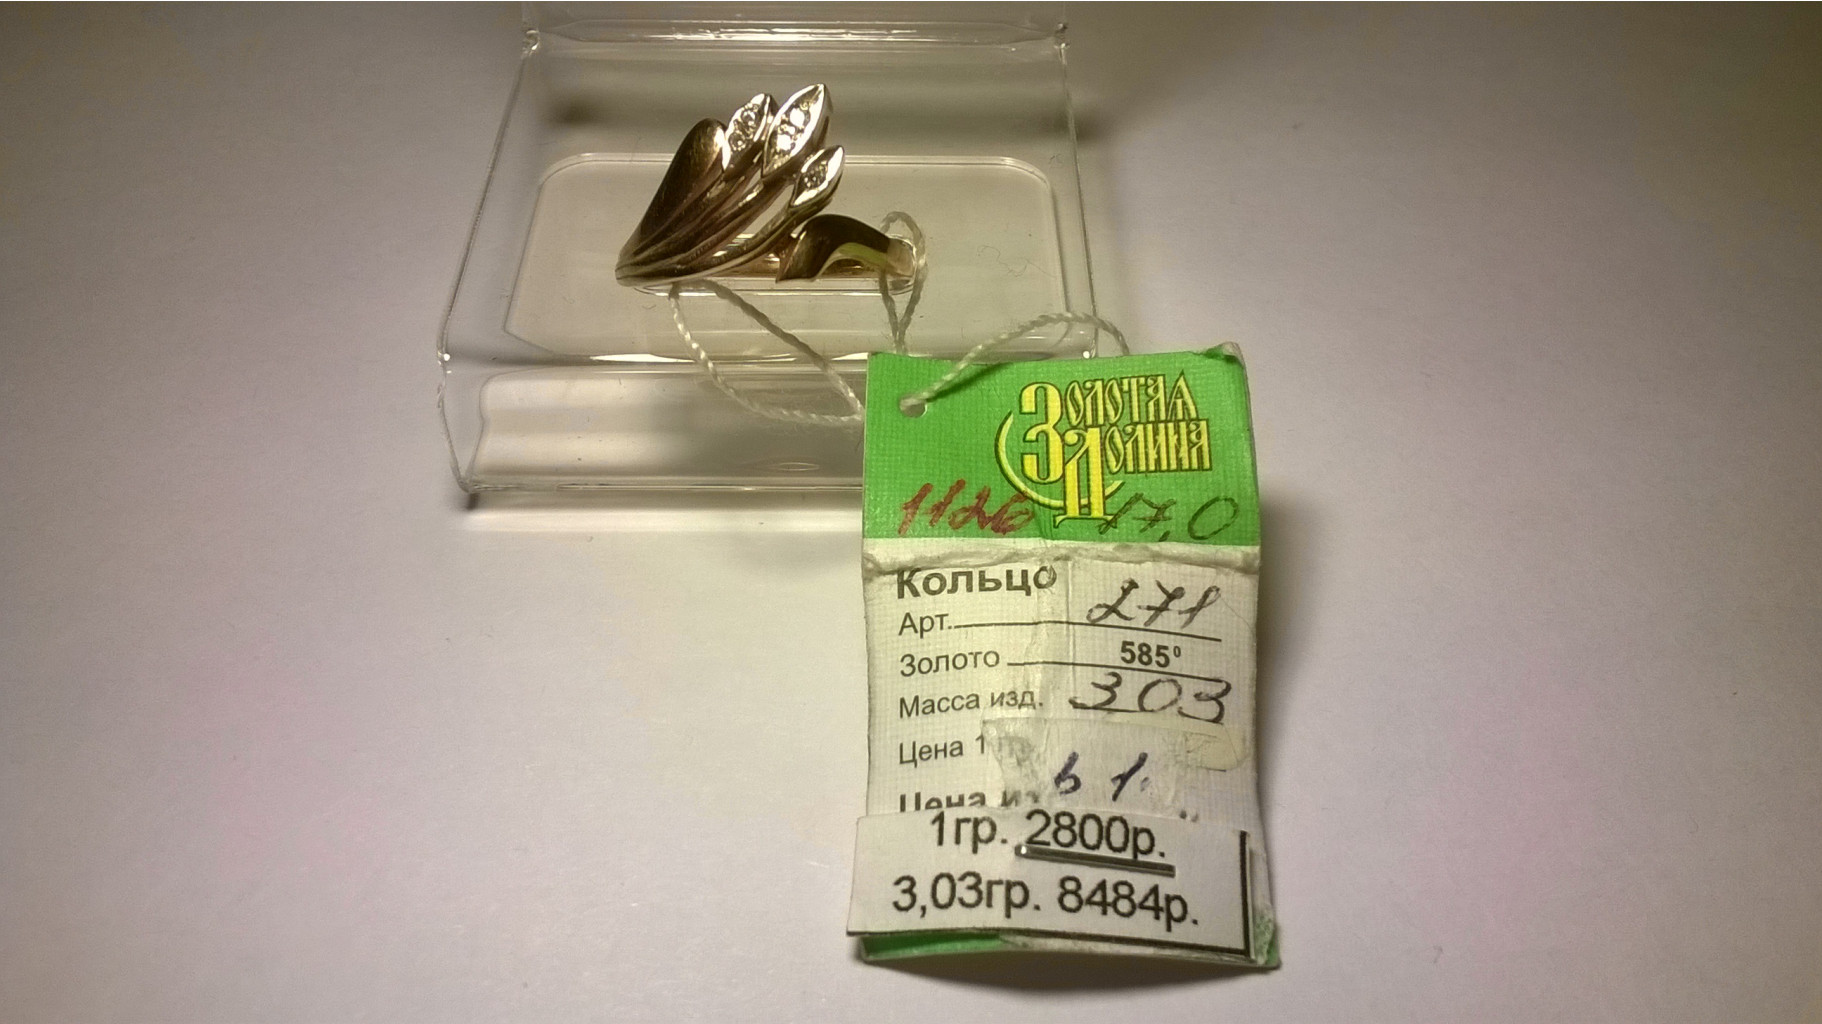 Золотая
Долина
1126 17,0
Кольцо
Арт. 271
Золото 585°
Масса изд. 303
Цена 1
Цена
1гр. 2800р.
3,03гр. 8484р.